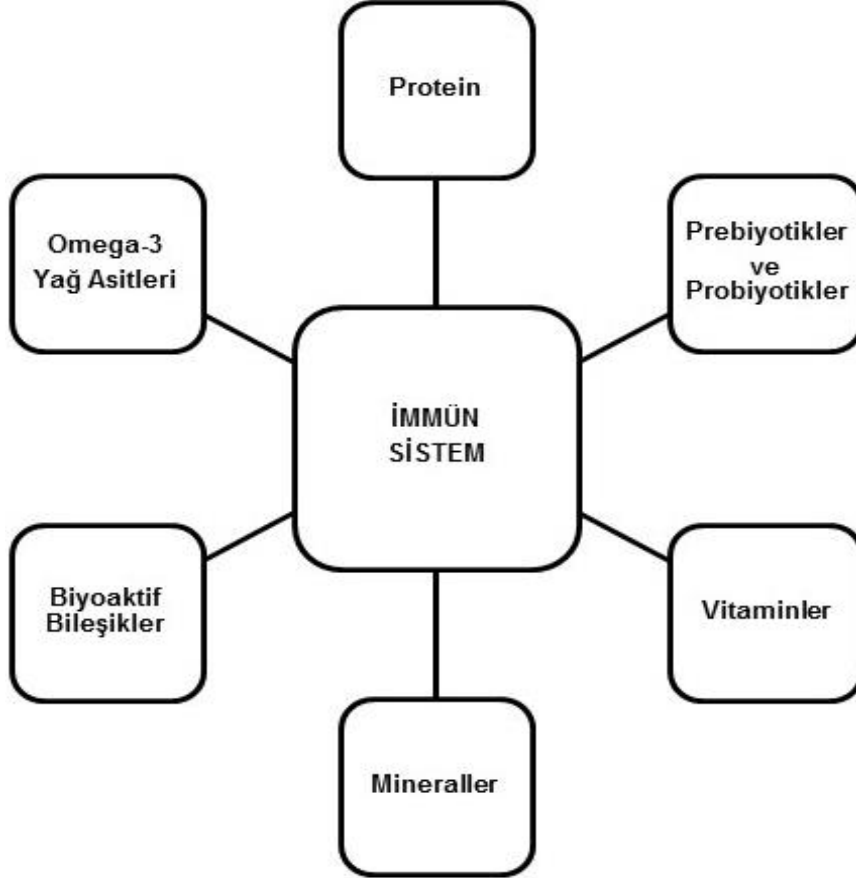 Protein
Omega-3
Yağ Asitleri
Prebiyotikler
ve
Probiyotikler
İMMÜN
SİSTEM
Biyoaktif
Bileşikler
Vitaminler
Mineraller